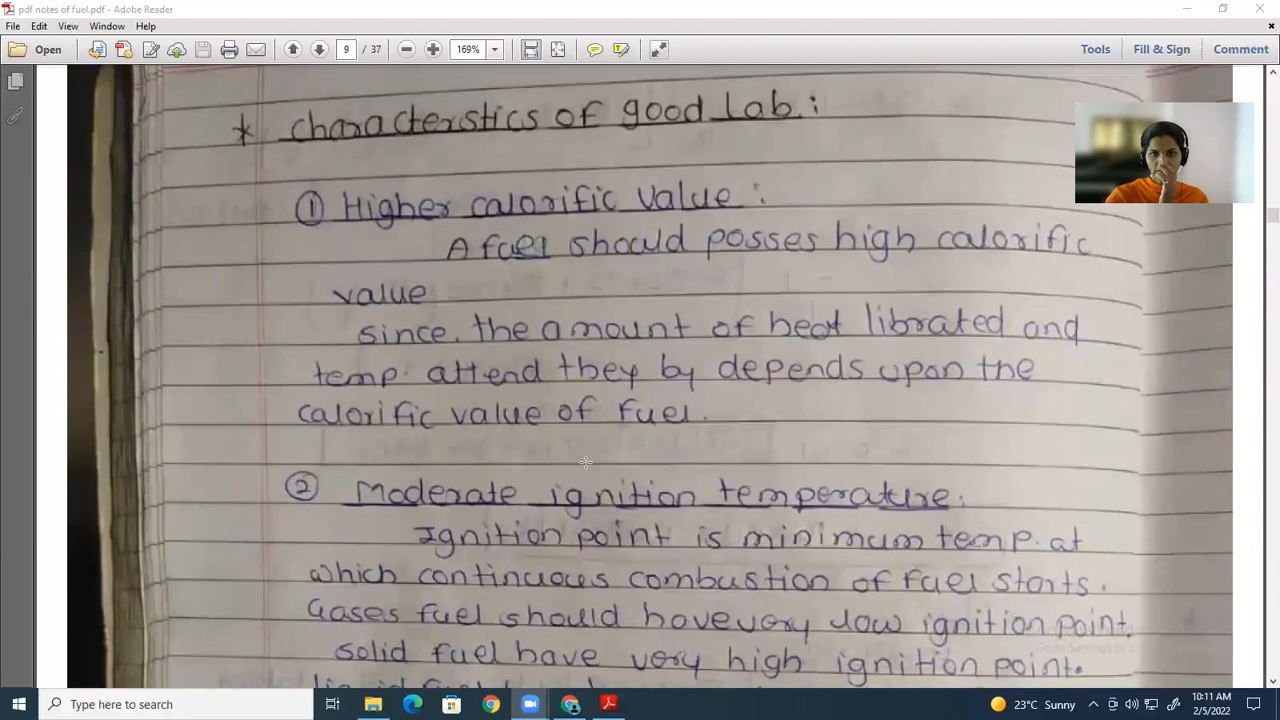 pdf notes of fuel.pdf - Adobe Reader
File Edit View Window Help
Open 9 / 37 169% Tools Fill & Sign Comment
* characterstics of good Lab:
① Higher calorific value:
A fuel should posses high calorific
value
since. the amount of heat librated and
temp. attend they by depends upon the
calorific value of fuel.
② Moderate ignition temperature.
Ignition point is minimum temp. at
which continuous combustion of fuel starts.
Gases fuel should have very low ignition point.
Go to Settings to
solid fuel have very high ignition point.
Type here to search
23°C Sunny
10:11 AM
2/5/2022